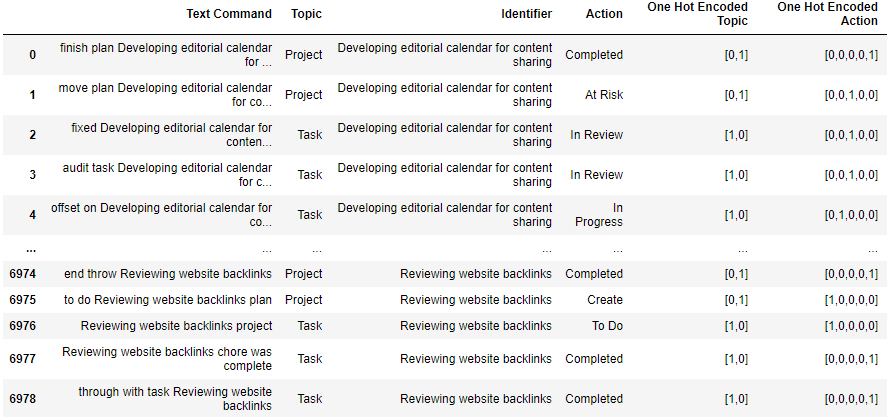 Text Command Topic Identifier Action One Hot Encoded Topic One Hot Encoded Action
0 finish plan Developing editorial calendar for ... Project Developing editorial calendar for content sharing Completed [0,1] [0,0,0,0,1]
1 move plan Developing editorial calendar for co... Project Developing editorial calendar for content sharing At Risk [0,1] [0,0,1,0,0]
2 fixed Developing editorial calendar for conten... Task Developing editorial calendar for content sharing In Review [1,0] [0,0,1,0,0]
3 audit task Developing editorial calendar for c... Task Developing editorial calendar for content sharing In Review [1,0] [0,0,1,0,0]
4 offset on Developing editorial calendar for co... Task Developing editorial calendar for content sharing In Progress [1,0] [0,1,0,0,0]
... ... ... ... ... ... ...
6974 end throw Reviewing website backlinks Project Reviewing website backlinks Completed [0,1] [0,0,0,0,1]
6975 to do Reviewing website backlinks plan Project Reviewing website backlinks Create [0,1] [1,0,0,0,0]
6976 Reviewing website backlinks project Task Reviewing website backlinks To Do [1,0] [1,0,0,0,0]
6977 Reviewing website backlinks chore was complete Task Reviewing website backlinks Completed [1,0] [0,0,0,0,1]
6978 through with task Reviewing website backlinks Task Reviewing website backlinks Completed [1,0] [0,0,0,0,1]